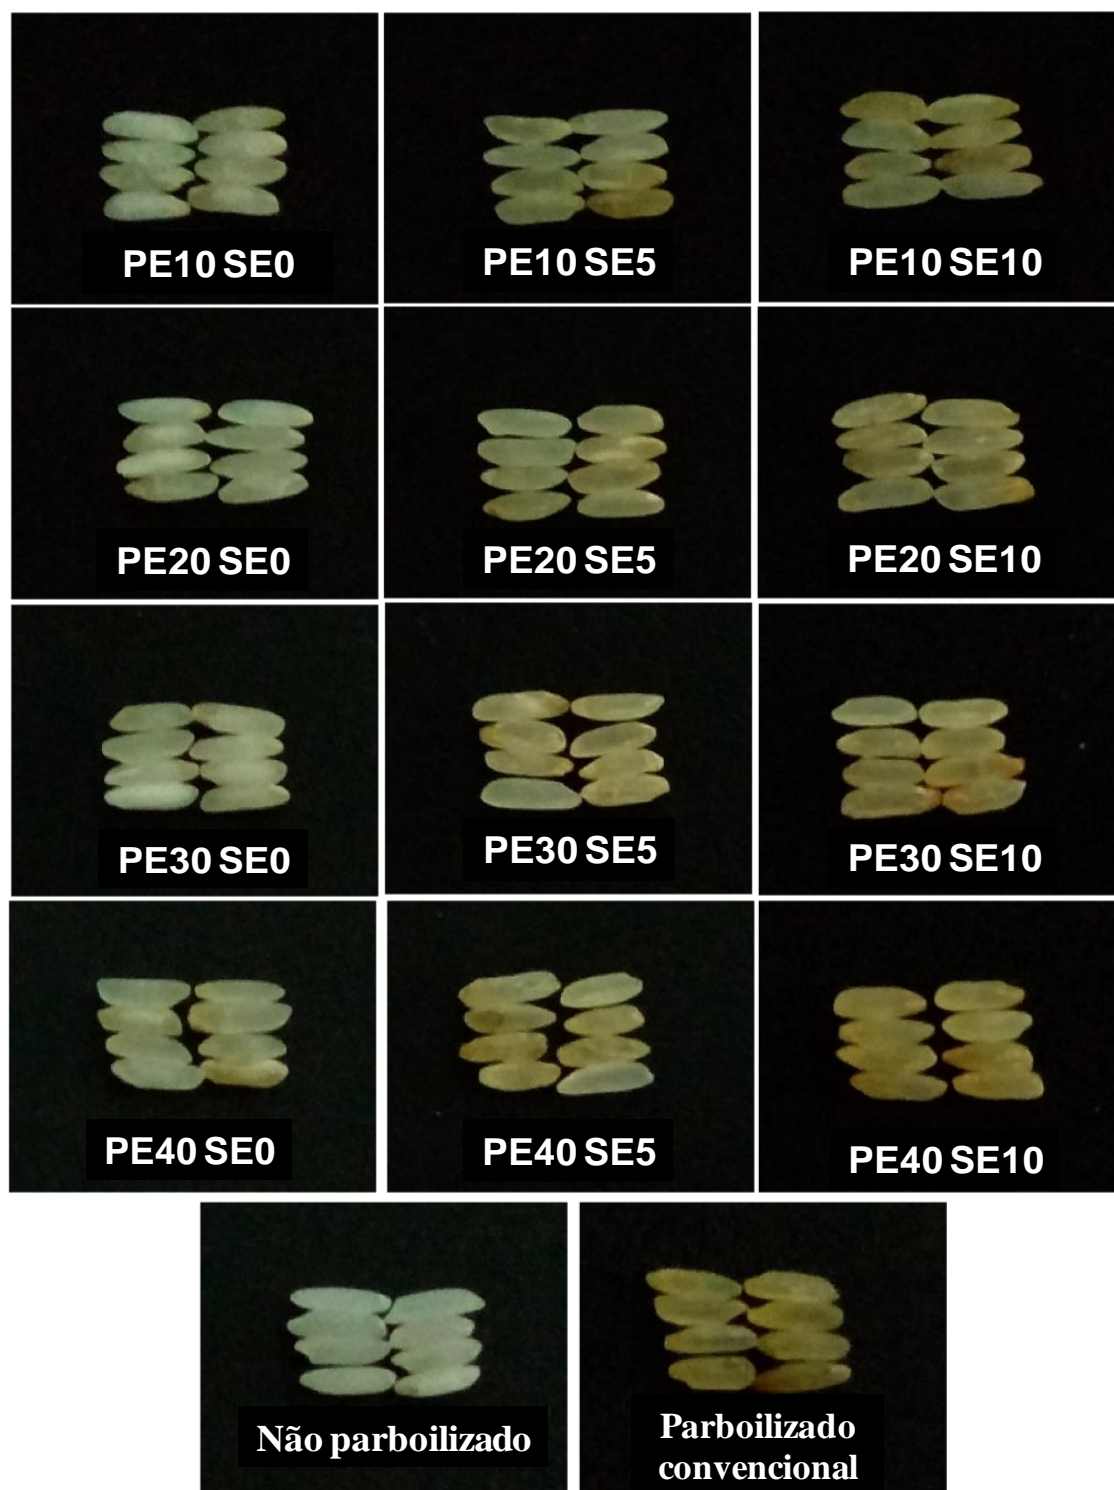 PE10 SE0
PE10 SE5
PE10 SE10
PE20 SE0
PE20 SE5
PE20 SE10
PE30 SE0
PE30 SE5
PE30 SE10
PE40 SE0
PE40 SE5
PE40 SE10
Não parboilizado
Parboilizado
convencional